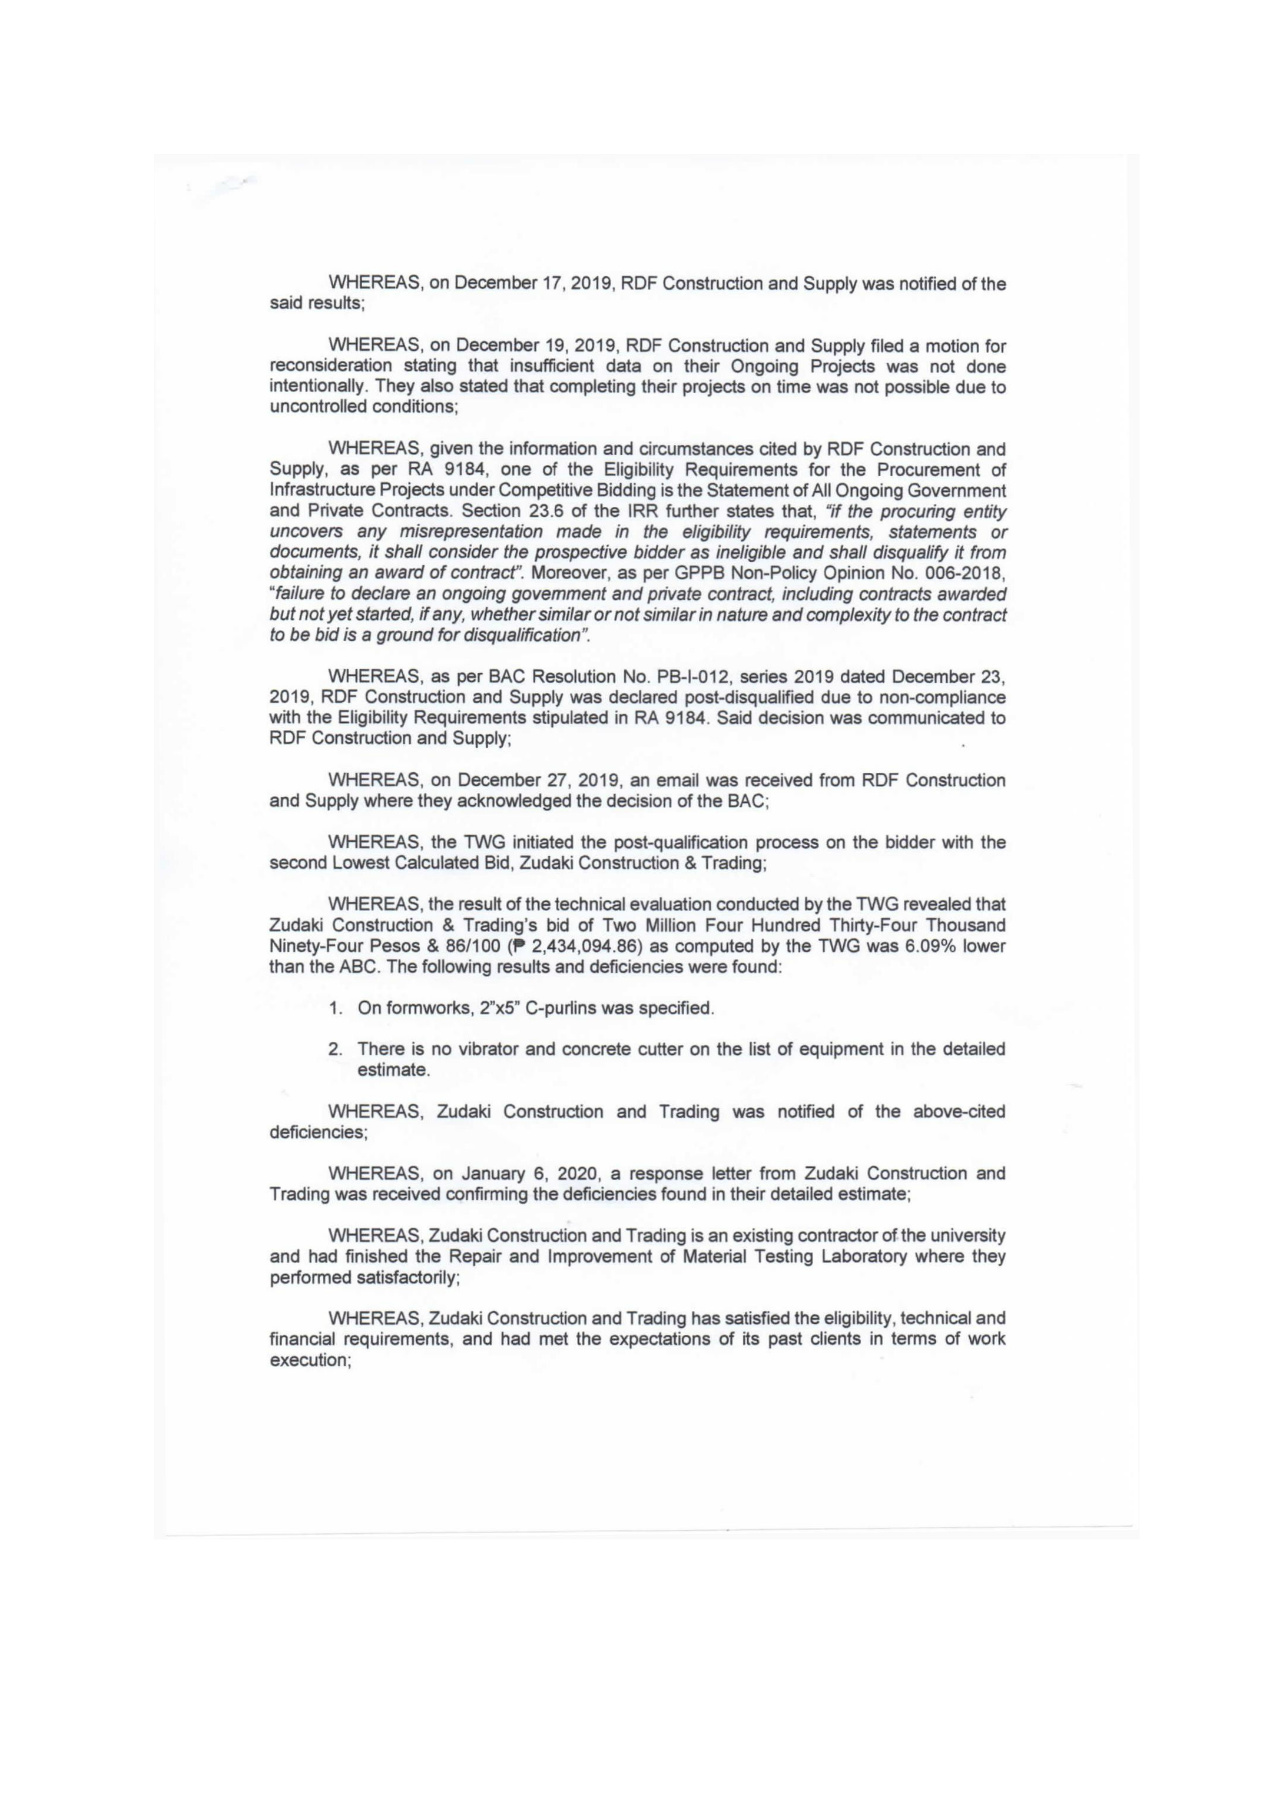 WHEREAS, on December 17, 2019, RDF Construction and Supply was notified of the
said results;
WHEREAS, on December 19, 2019, RDF Construction and Supply filed a motion for
reconsideration stating that insufficient data on their Ongoing Projects was not done
intentionally. They also stated that completing their projects on time was not possible due to
uncontrolled conditions;
WHEREAS, given the information and circumstances cited by RDF Construction and
Supply, as per RA 9184, one of the Eligibility Requirements for the Procurement of
Infrastructure Projects under Competitive Bidding is the Statement of All Ongoing Government
and Private Contracts. Section 23.6 of the IRR further states that, "if the procuring entity
uncovers any misrepresentation made in the eligibility requirements, statements or
documents, it shall consider the prospective bidder as ineligible and shall disqualify it from
obtaining an award of contract". Moreover, as per GPPB Non-Policy Opinion No. 006-2018,
"failure to declare an ongoing government and private contract, including contracts awarded
but not yet started, if any, whether similar or not similar in nature and complexity to the contract
to be bid is a ground for disqualification".
WHEREAS, as per BAC Resolution No. PB-I-012, series 2019 dated December 23,
2019, RDF Construction and Supply was declared post-disqualified due to non-compliance
with the Eligibility Requirements stipulated in RA 9184. Said decision was communicated to
RDF Construction and Supply;
WHEREAS, on December 27, 2019, an email was received from RDF Construction
and Supply where they acknowledged the decision of the BAC;
WHEREAS, the TWG initiated the post-qualification process on the bidder with the
second Lowest Calculated Bid, Zudaki Construction & Trading;
WHEREAS, the result of the technical evaluation conducted by the TWG revealed that
Zudaki Construction & Trading's bid of Two Million Four Hundred Thirty-Four Thousand
Ninety-Four Pesos & 86/100 (₱ 2,434,094.86) as computed by the TWG was 6.09% lower
than the ABC. The following results and deficiencies were found:
1. On formworks, 2"x5" C-purlins was specified.
2. There is no vibrator and concrete cutter on the list of equipment in the detailed
estimate.
WHEREAS, Zudaki Construction and Trading was notified of the above-cited
deficiencies;
WHEREAS, on January 6, 2020, a response letter from Zudaki Construction and
Trading was received confirming the deficiencies found in their detailed estimate;
WHEREAS, Zudaki Construction and Trading is an existing contractor of the university
and had finished the Repair and Improvement of Material Testing Laboratory where they
performed satisfactorily;
WHEREAS, Zudaki Construction and Trading has satisfied the eligibility, technical and
financial requirements, and had met the expectations of its past clients in terms of work
execution;